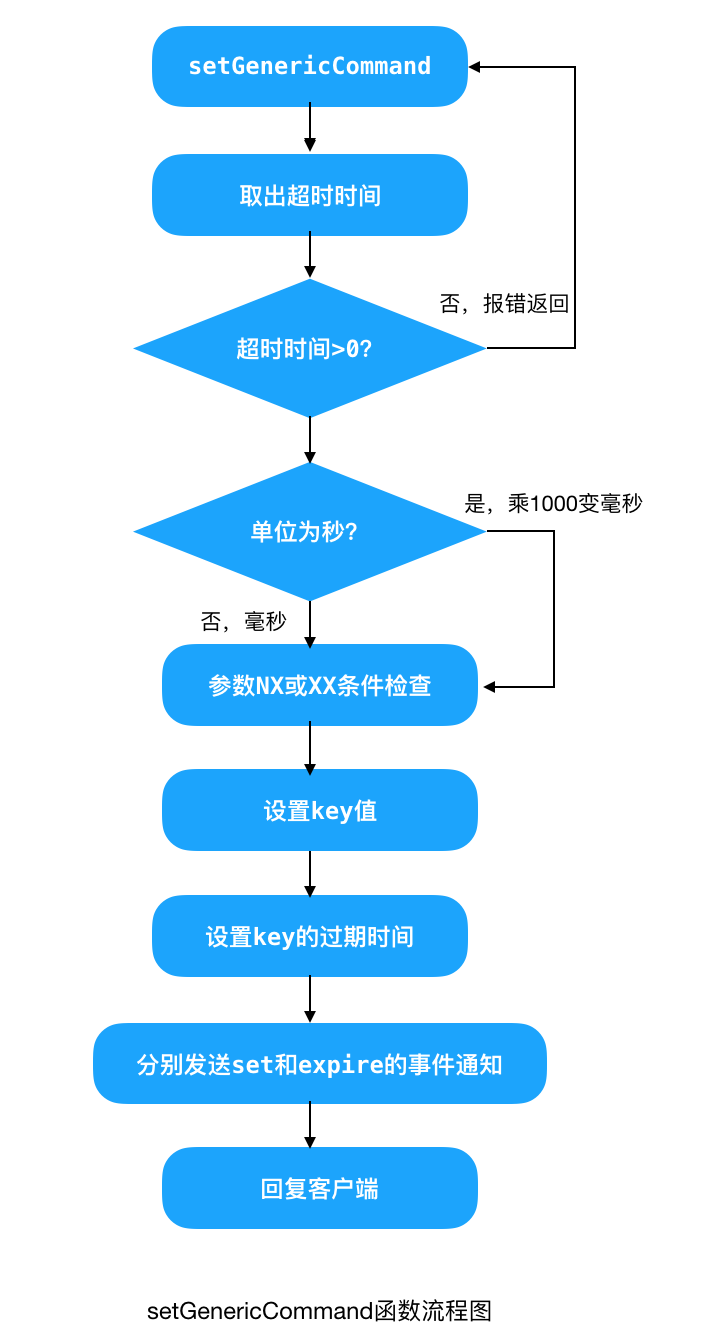 setGenericCommand
取出超时时间
否，报错返回
超时时间>0?
是，乘1000变毫秒
单位为秒?
否，毫秒
参数NX或XX条件检查
设置key值
设置key的过期时间
分别发送set和expire的事件通知
回复客户端
setGenericCommand函数流程图